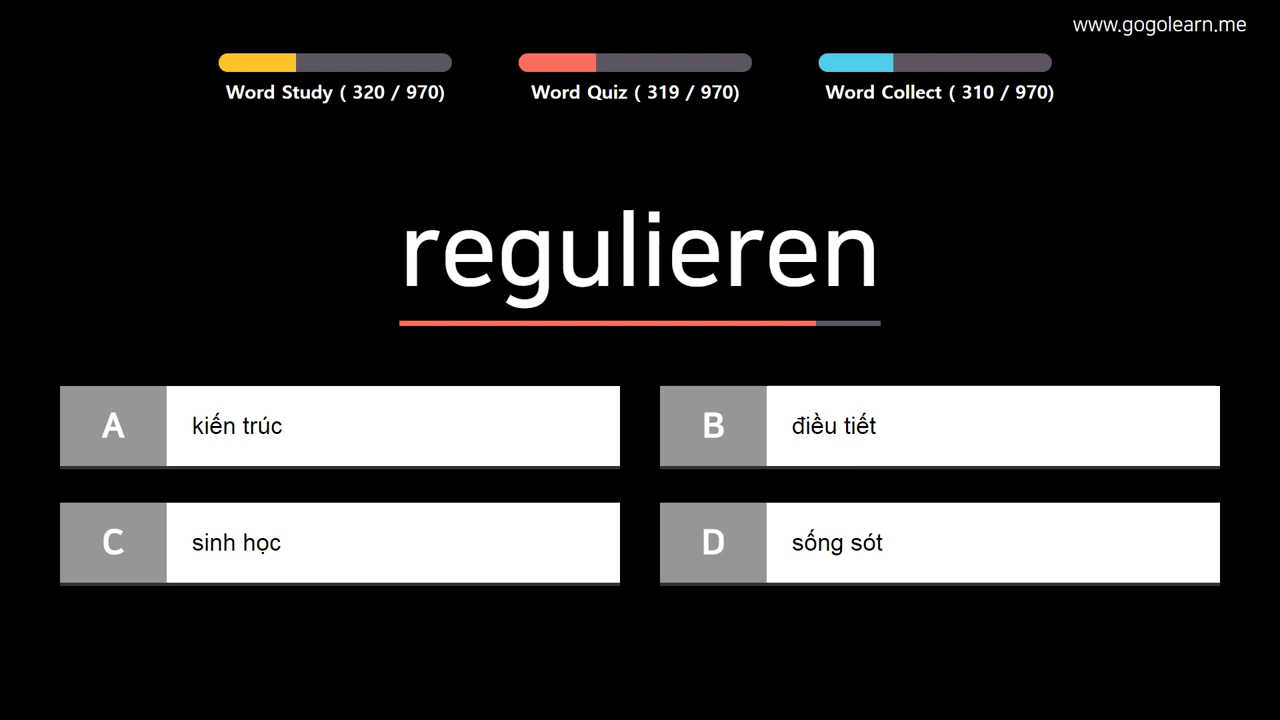 www.gogolearn.me
Word Study ( 320 / 970)
Word Quiz ( 319 / 970)
Word Collect ( 310 / 970)
regulieren
A kiến trúc
B điều tiết
C sinh học
D sống sót